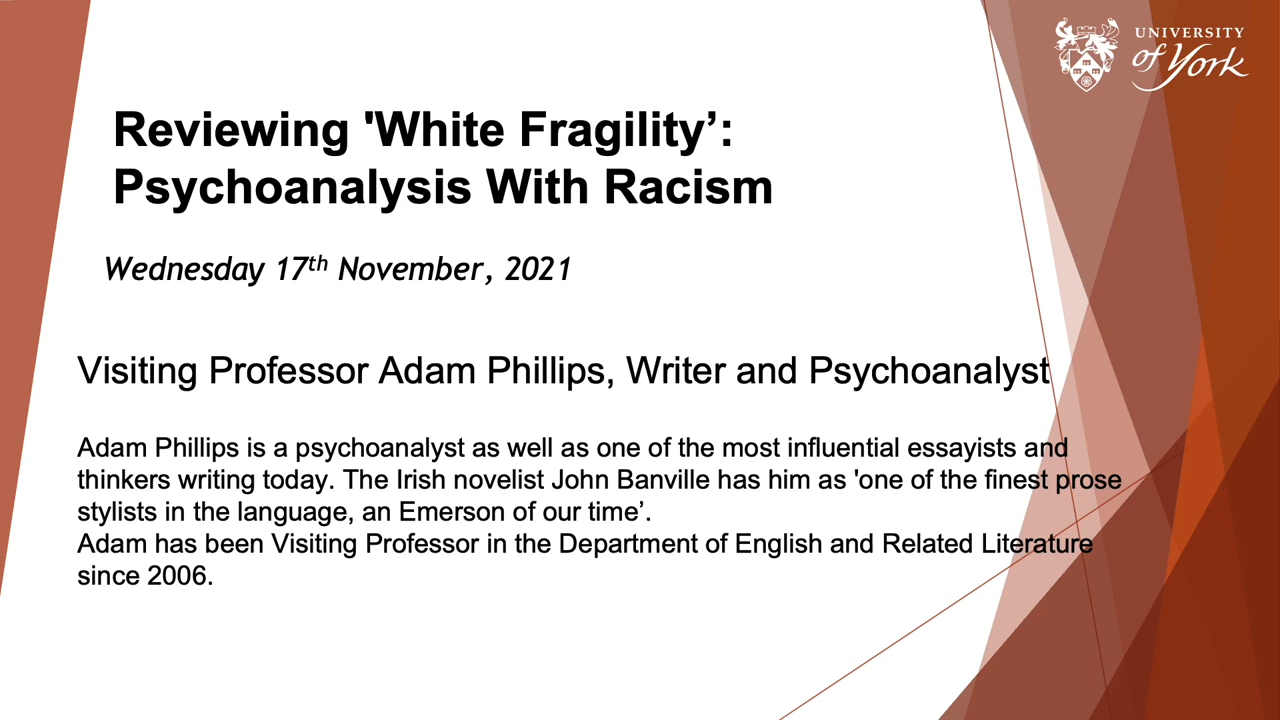 UNIVERSITY
of York
Reviewing 'White Fragility’:
Psychoanalysis With Racism
Wednesday 17th November, 2021
Visiting Professor Adam Phillips, Writer and Psychoanalyst
Adam Phillips is a psychoanalyst as well as one of the most influential essayists and
thinkers writing today. The Irish novelist John Banville has him as 'one of the finest prose
stylists in the language, an Emerson of our time’.
Adam has been Visiting Professor in the Department of English and Related Literature
since 2006.